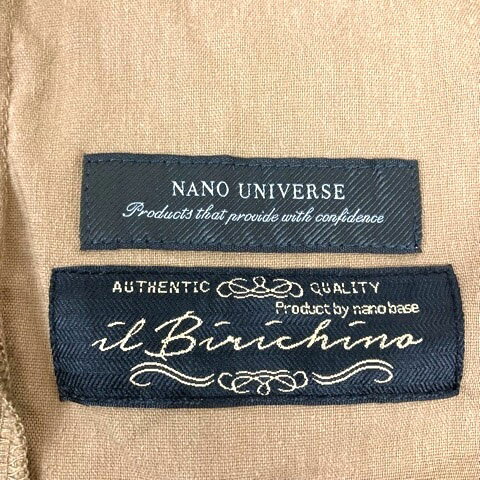 NANO UNIVERSE
Products that provide with confidence
AUTHENTIC QUALITY
Product by nano base
il Birichino